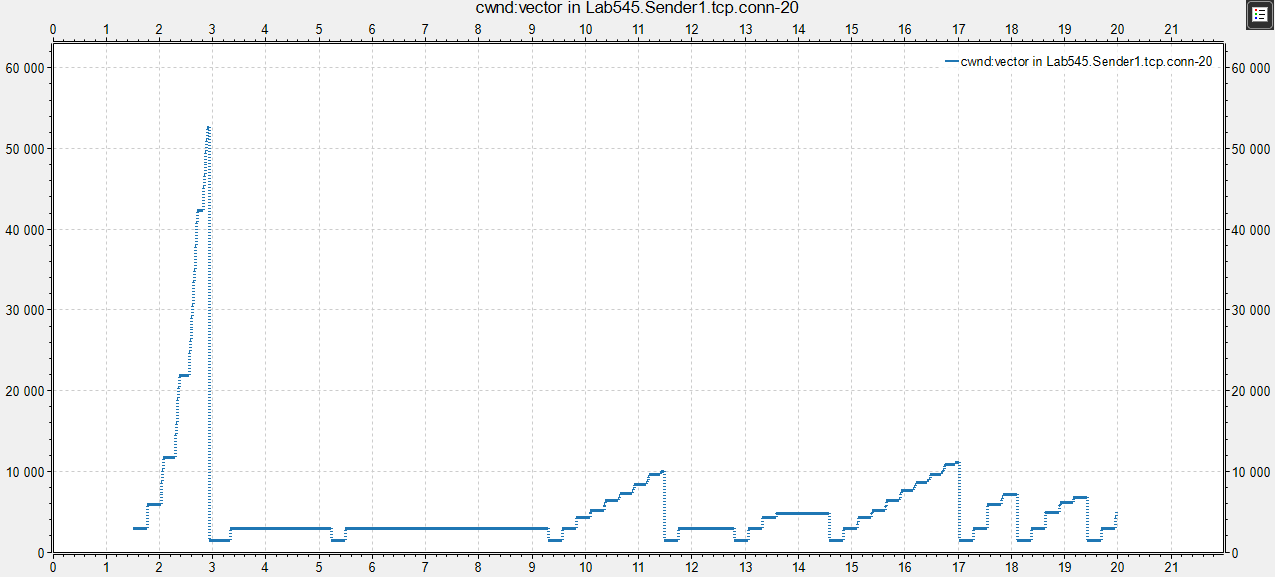 cwnd:vector in Lab545.Sender1.tcp.conn-20
0 1 2 3 4 5 6 7 8 9 10 11 12 13 14 15 16 17 18 19 20 21
cwnd:vector in Lab545.Sender1.tcp.conn-20
60 000 60 000
50 000 50 000
40 000 40 000
30 000 30 000
20 000 20 000
10 000 10 000
0 0
0 1 2 3 4 5 6 7 8 9 10 11 12 13 14 15 16 17 18 19 20 21